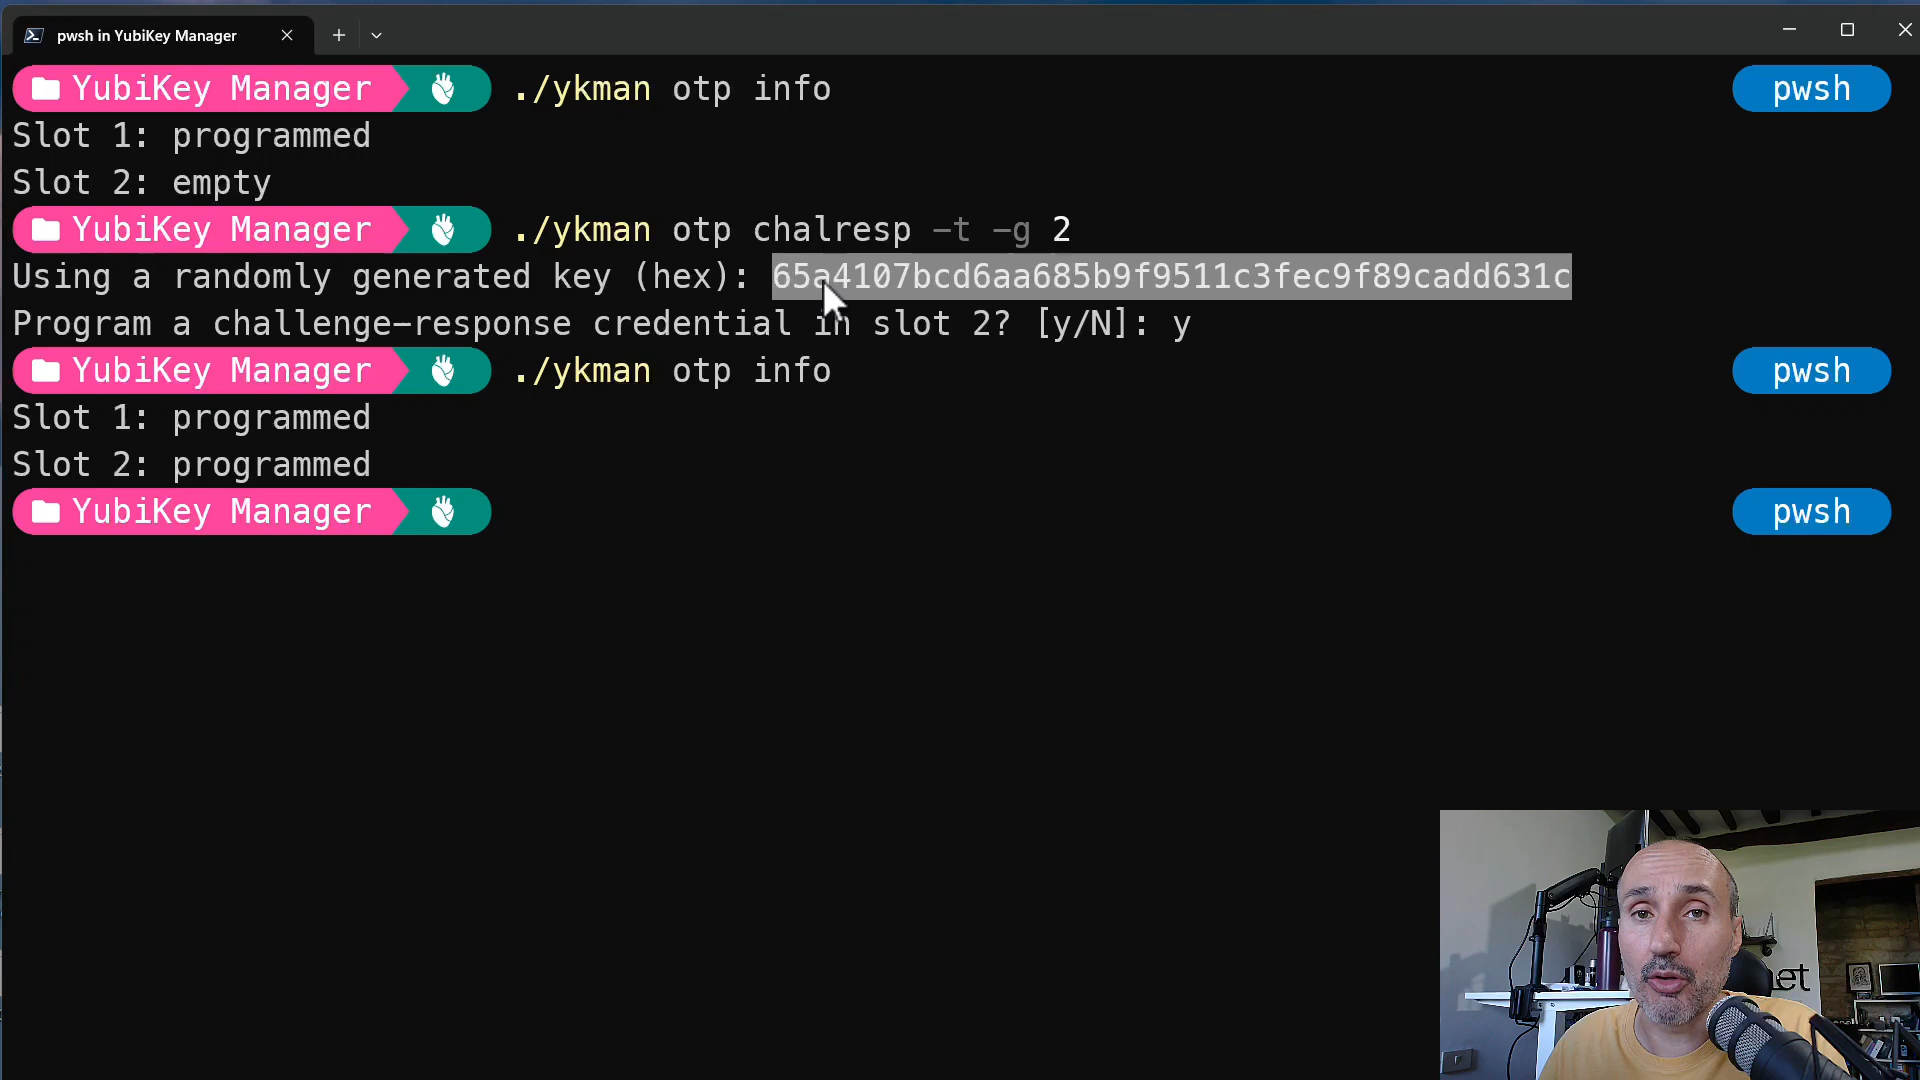 pwsh in YubiKey Manager
YubiKey Manager ./ykman otp info pwsh
Slot 1: programmed
Slot 2: empty
YubiKey Manager ./ykman otp chalresp -t -g 2
Using a randomly generated key (hex): 65a4107bcd6aa685b9f9511c3fec9f89cadd631c
Program a challenge-response credential in slot 2? [y/N]: y
YubiKey Manager ./ykman otp info pwsh
Slot 1: programmed
Slot 2: programmed
YubiKey Manager pwsh
et